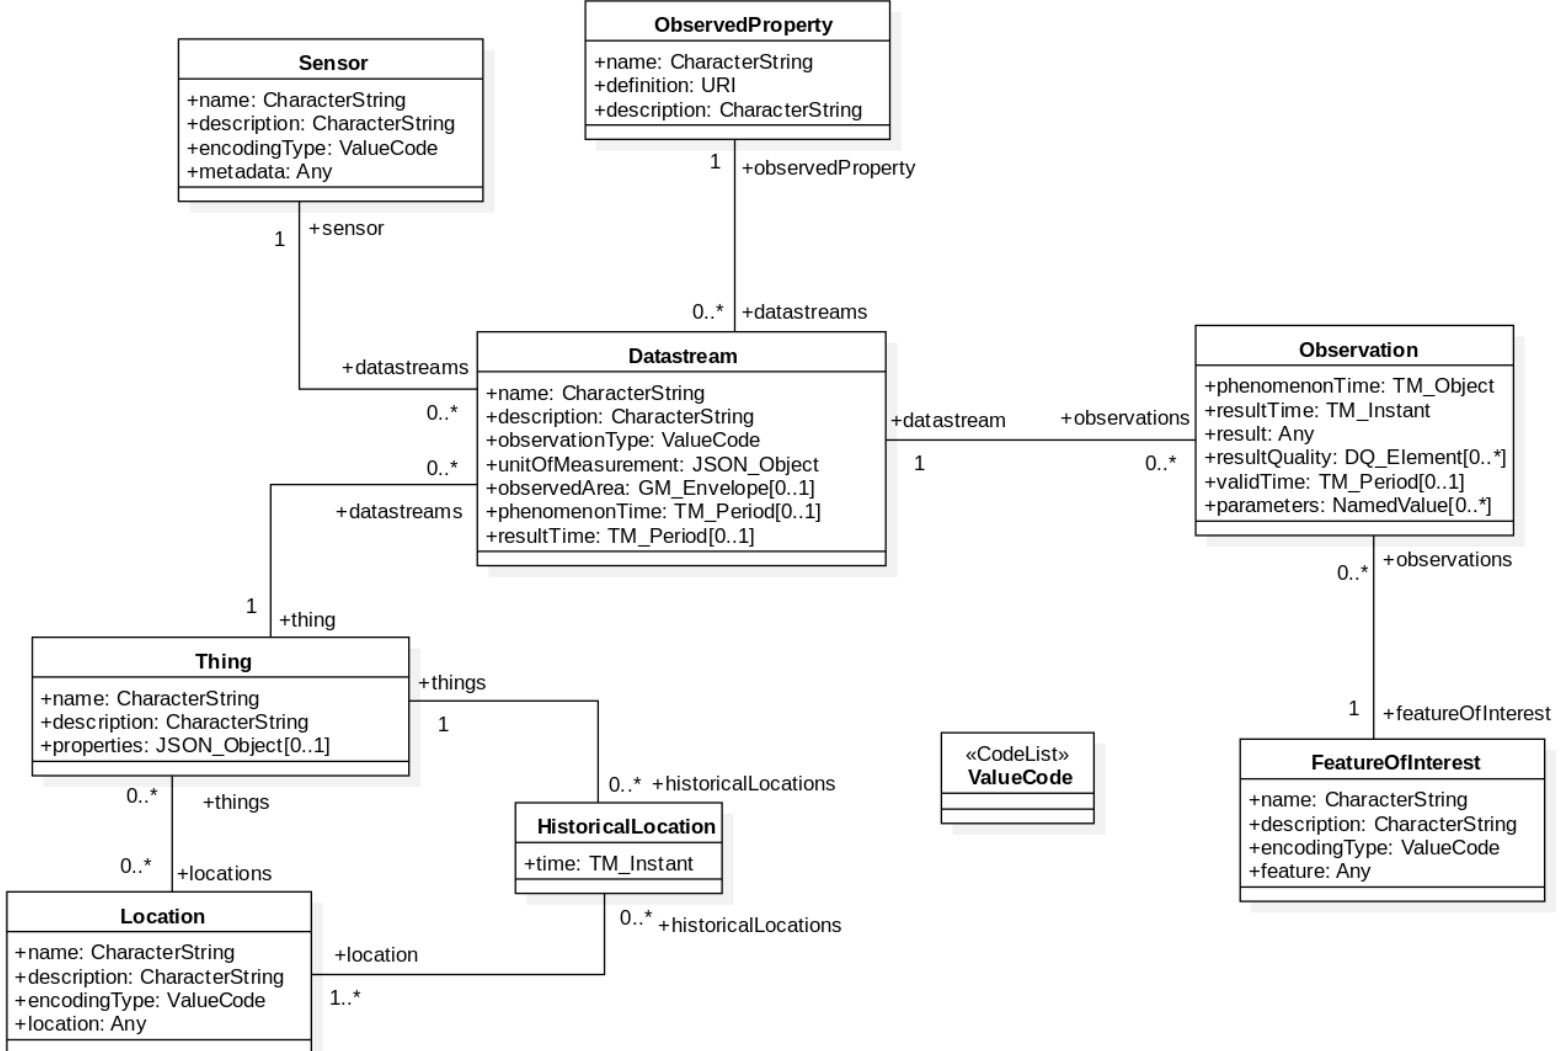 ObservedProperty
+name: CharacterString
+definition: URI
+description: CharacterString
Sensor
+name: CharacterString
+description: CharacterString
+encodingType: ValueCode
+metadata: Any
1
+observedProperty
1
+sensor
0..*
+datastreams
+datastreams
0..*
Datastream
+name: CharacterString
+description: CharacterString
+observationType: ValueCode
+unitOfMeasurement: JSON_Object
+observedArea: GM_Envelope[0..1]
+phenomenonTime: TM_Period[0..1]
+resultTime: TM_Period[0..1]
+datastream
1
+observations
0..*
Observation
+phenomenonTime: TM_Object
+resultTime: TM_Instant
+result: Any
+resultQuality: DQ_Element[0..*]
+validTime: TM_Period[0..1]
+parameters: NamedValue[0..*]
0..*
+datastreams
1
+thing
+observations
0..*
1
+featureOfInterest
Thing
+name: CharacterString
+description: CharacterString
+properties: JSON_Object[0..1]
+things
1
0..*
+historicalLocations
0..*
+things
0..*
+locations
HistoricalLocation
+time: TM_Instant
0..*
+historicalLocations
+location
1..*
«CodeList»
ValueCode
FeatureOfInterest
+name: CharacterString
+description: CharacterString
+encodingType: ValueCode
+feature: Any
Location
+name: CharacterString
+description: CharacterString
+encodingType: ValueCode
+location: Any